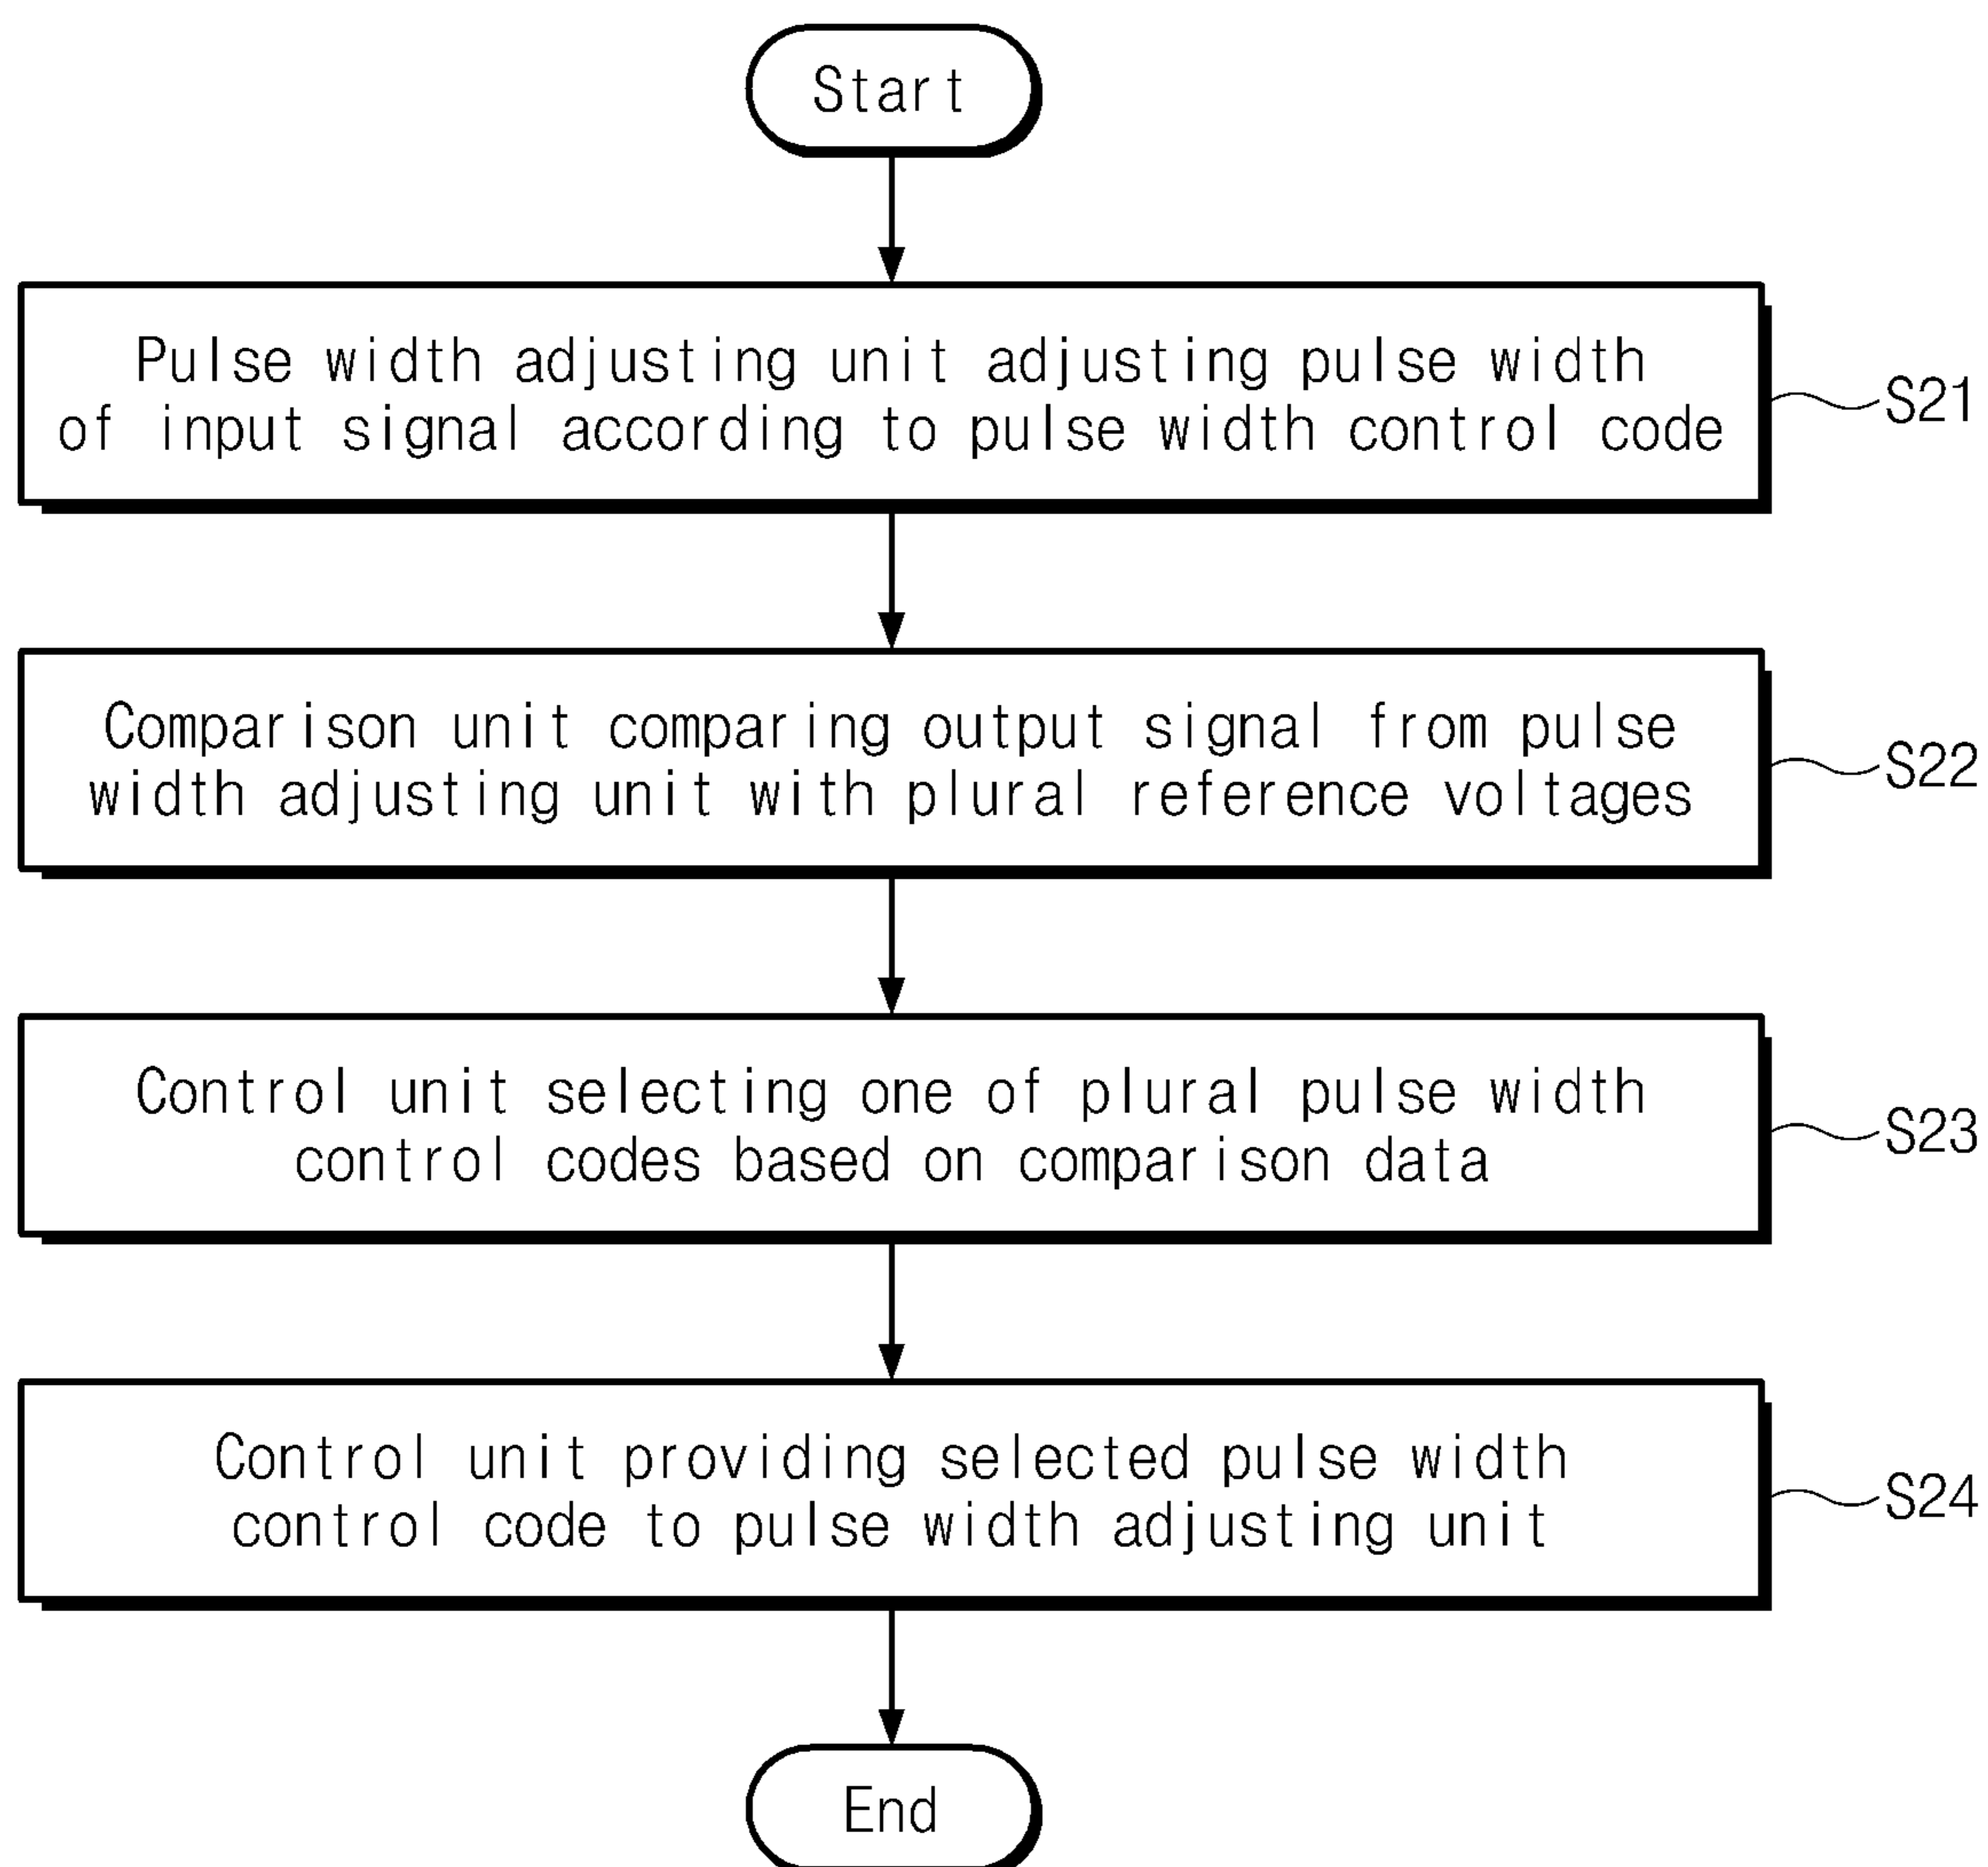 Start
Pulse width adjusting unit adjusting pulse width
of input signal according to pulse width control code
S21
Comparison unit comparing output signal from pulse
width adjusting unit with plural reference voltages
S22
Control unit selecting one of plural pulse width
control codes based on comparison data
S23
Control unit providing selected pulse width
control code to pulse width adjusting unit
S24
End